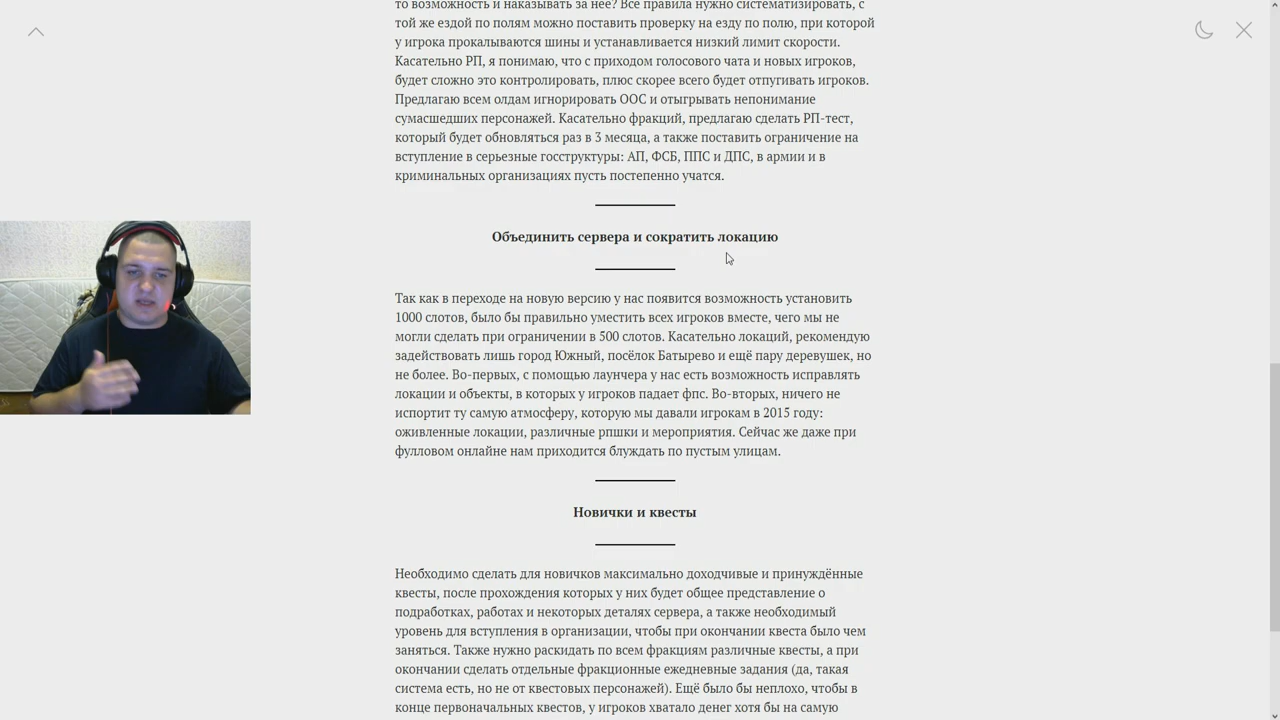 то возможность и наказывать за неё? Все правила нужно систематизировать, с
той же ездой по полям можно поставить проверку на езду по полю, при которой
у игрока прокалываются шины и устанавливается низкий лимит скорости.
Касательно РП, я понимаю, что с приходом голосового чата и новых игроков,
будет сложно это контролировать, плюс скорее всего будет отпугивать игроков.
Предлагаю всем олдам игнорировать ООС и отыгрывать непонимание
сумасшедших персонажей. Касательно фракций, предлагаю сделать РП-тест,
который будет обновляться раз в 3 месяца, а также поставить ограничение на
вступление в серьезные госструктуры: АП, ФСБ, ППС и ДПС, в армии и в
криминальных организациях пусть постепенно учатся.
Объединить сервера и сократить локацию
Так как в переходе на новую версию у нас появится возможность установить
1000 слотов, было бы правильно уместить всех игроков вместе, чего мы не
могли сделать при ограничении в 500 слотов. Касательно локаций, рекомендую
задействовать лишь город Южный, посёлок Батырево и ещё пару деревушек, но
не более. Во-первых, с помощью лаунчера у нас есть возможность исправлять
локации и объекты, в которых у игроков падает фпс. Во-вторых, ничего не
испортит ту самую атмосферу, которую мы давали игрокам в 2015 году:
оживленные локации, различные рпшки и мероприятия. Сейчас же даже при
фулловом онлайне нам приходится блуждать по пустым улицам.
Новички и квесты
Необходимо сделать для новичков максимально доходчивые и принуждённые
квесты, после прохождения которых у них будет общее представление о
подработках, работах и некоторых деталях сервера, а также необходимый
уровень для вступления в организации, чтобы при окончании квеста было чем
заняться. Также нужно раскидать по всем фракциям различные квесты, а при
окончании сделать отдельные фракционные ежедневные задания (да, такая
система есть, но не от квестовых персонажей). Ещё было бы неплохо, чтобы в
конце первоначальных квестов, у игроков хватало денег хотя бы на самую